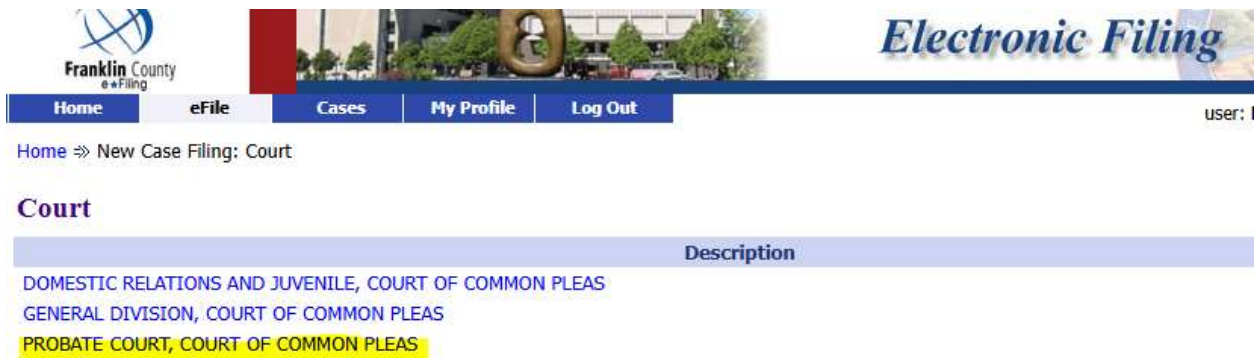 Electronic Filing
Franklin County
e★Filing
Home eFile Cases My Profile Log Out
user:
Home ⇨ New Case Filing: Court
Court
Description
DOMESTIC RELATIONS AND JUVENILE, COURT OF COMMON PLEAS
GENERAL DIVISION, COURT OF COMMON PLEAS
PROBATE COURT, COURT OF COMMON PLEAS